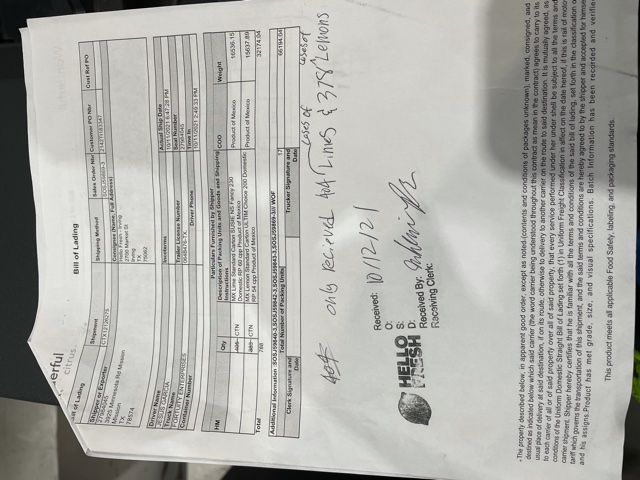 erful
citrus.
Bill of Lading
Bill of Lading
Shipment
Shipping Method
Sales Order Nbr
Customer PO Nbr
Cust Ref PO
Shipper or Exporter
CTX12126278
SOSJ59869-3
21427I183347
27984045
3925 Minnesota Rd Mission
Mission
TX
78574
Consignee (Name, Full Address)
Hello Fresh - Irving
2700 Market St
Irving
TX
75062
Driver Name
JESUS GARCIA
Incoterms
Actual Ship Date
10/11/2021 6:47:28 PM
Truck Name
FORTUITY ENTERPRISES
Trailer License Number
0648476-TX.
Seal Number
27984045
Container Number
Driver Phone
Time In
10/11/2021 2:49:33 PM
Particulars Furnished by Shipper
HM
Qty
Description of Packing Units and Goods and Shipping Instructions
COO
Weight
405 CTN
MX Lime Standard Carton SUSIE NS Fancy 230
Domestic RP 60 cpp Product of Mexico
Product of Mexico
16536.15
CTN
MX Lemon Standard Carton ULTIM Choice 200 Domestic
RP 54 cpp Product of Mexico
Product of Mexico
15637.89
Total
788
32174.04
Additional Information :SOSJ59840-3,SOSJ59842-3,SOSJ59843-3,SOSJ59869-3/// WOF
Total Number of Packing Units
17
66194.04
Clerk Signature and Date
Trucker Signature and Date
cases of
cases of
404 only recieved 404 Limes & 378 Lemons
Received: 10/12/21
O:
S:
D:
HELLO
FRESH
Received By:
Receiving Clerk:
-The property described below, in apparent good order, except as noted.(contents and conditions of packages unknown), marked, consigned, and
destined as indicated below which said carrier (the word carrier being understood throughout this contract as mean in the contract) agrees to carry to its
usual place of delivery at said destination, if on its route, otherwise to delivery to another carrier on the route to said destination. It is mutually agreed, as
to each carrier of all or of said property over all of said property, that every service performed under her under shell be subject to all the terms and
conditions of the Uniform Domestic Straight Bill of Lading set forth (1) in Uniform Freight Classification in affect on the date hereof, if this is rail of motor
carrier shipment. Shipper hereby certifies that he is familiar with all the terms and conditions of the said bill of lading, set forth in the classification o
tariff which governs the transportation of this shipment, and the said terms and conditions are hereby agreed to by the shipper and accepted for himse
and his assigns.Product has met grade, size, and visual specifications. Batch Information has been recorded and verifie
This product meets all applicable Food Safety, labeling, and packaging standards.